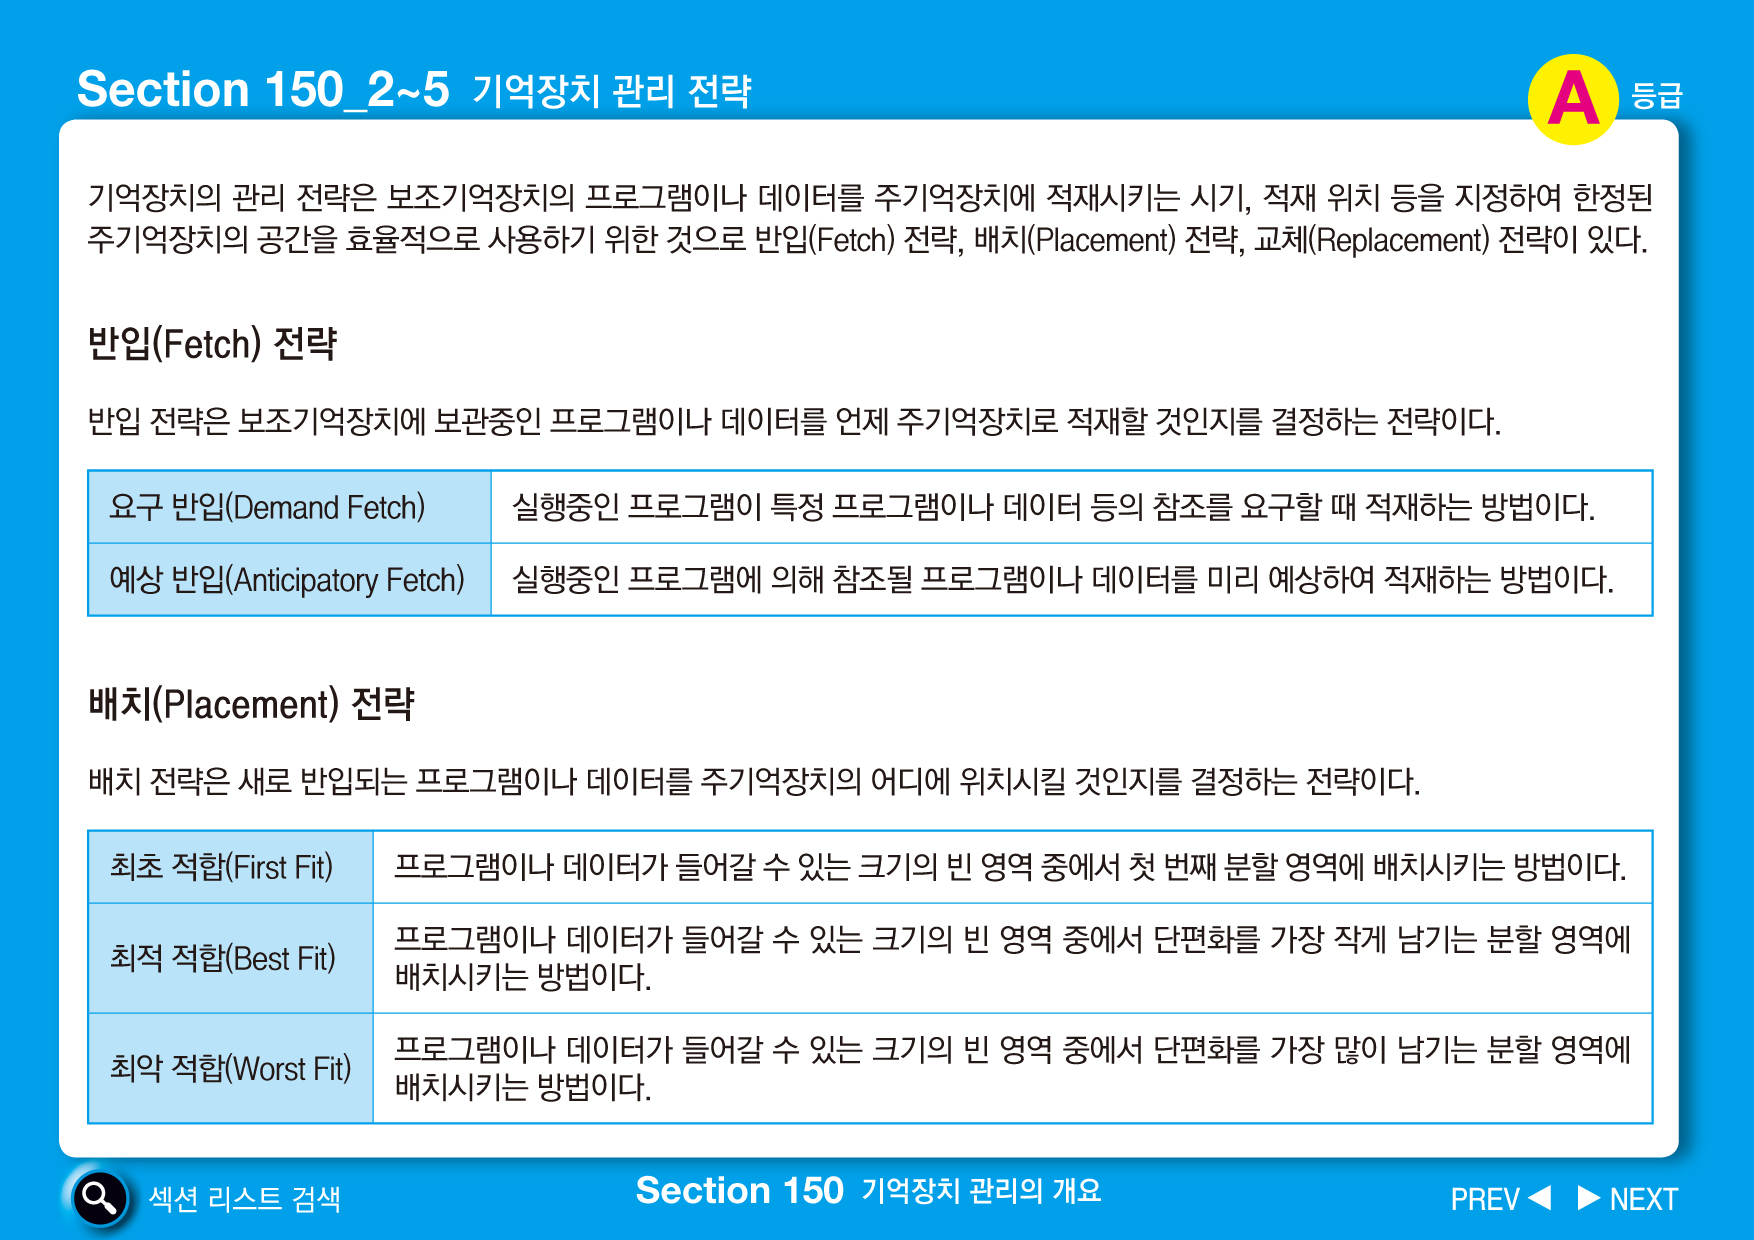 Section 150_2~5 기억장치 관리 전략
A 등급
기억장치의 관리 전략은 보조기억장치의 프로그램이나 데이터를 주기억장치에 적재시키는 시기, 적재 위치 등을 지정하여 한정된
주기억장치의 공간을 효율적으로 사용하기 위한 것으로 반입(Fetch) 전략, 배치(Placement) 전략, 교체(Replacement) 전략이 있다.
반입(Fetch) 전략
반입 전략은 보조기억장치에 보관중인 프로그램이나 데이터를 언제 주기억장치로 적재할 것인지를 결정하는 전략이다.
요구 반입(Demand Fetch) 실행중인 프로그램이 특정 프로그램이나 데이터 등의 참조를 요구할 때 적재하는 방법이다.
예상 반입(Anticipatory Fetch) 실행중인 프로그램에 의해 참조될 프로그램이나 데이터를 미리 예상하여 적재하는 방법이다.
배치(Placement) 전략
배치 전략은 새로 반입되는 프로그램이나 데이터를 주기억장치의 어디에 위치시킬 것인지를 결정하는 전략이다.
최초 적합(First Fit) 프로그램이나 데이터가 들어갈 수 있는 크기의 빈 영역 중에서 첫 번째 분할 영역에 배치시키는 방법이다.
최적 적합(Best Fit) 프로그램이나 데이터가 들어갈 수 있는 크기의 빈 영역 중에서 단편화를 가장 작게 남기는 분할 영역에
배치시키는 방법이다.
최악 적합(Worst Fit) 프로그램이나 데이터가 들어갈 수 있는 크기의 빈 영역 중에서 단편화를 가장 많이 남기는 분할 영역에
배치시키는 방법이다.
섹션 리스트 검색
Section 150 기억장치 관리의 개요
PREV ◀ ▶ NEXT